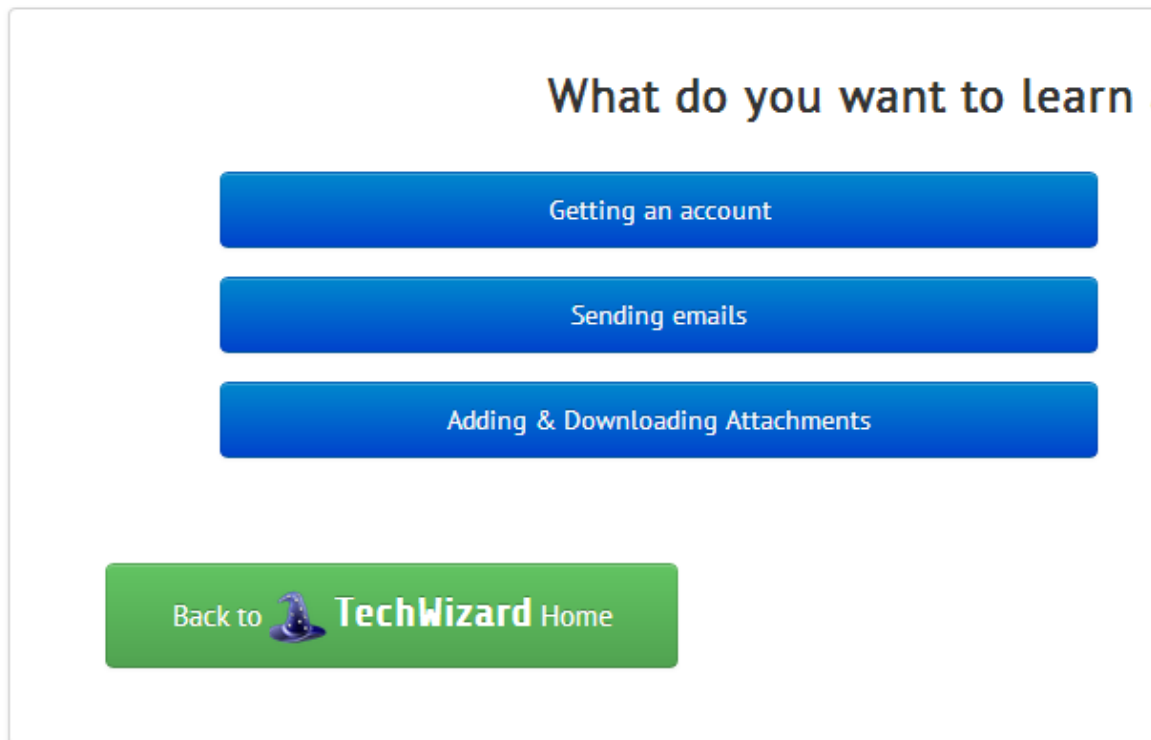 What do you want to learn
Getting an account
Sending emails
Adding & Downloading Attachments
Back to TechWizard Home